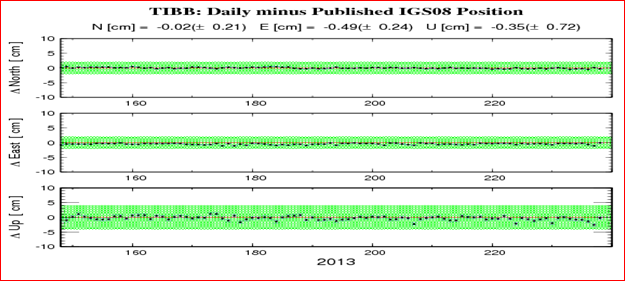 TIBB: Daily minus Published IGS08 Position
N [cm] = -0.02(± 0.21) E [cm] = -0.49(± 0.24) U [cm] = -0.35(± 0.72)
Δ North [cm]
10
5
0
-5
-10
160 180 200 220
Δ East [cm]
10
5
0
-5
-10
160 180 200 220
Δ Up [cm]
10
5
0
-5
-10
160 180 200 220
2013